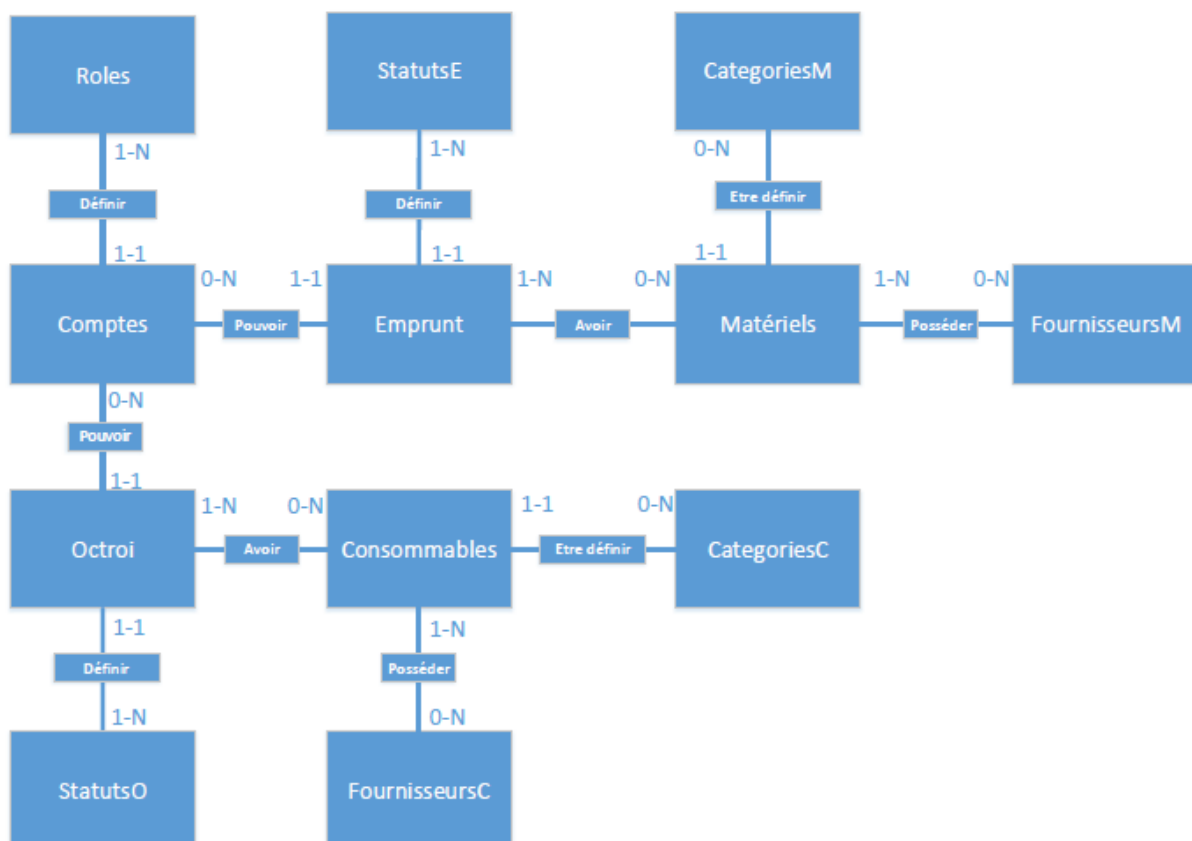 Roles
StatutsE
CategoriesM
1-N
1-N
0-N
Définir
Définir
Etre définir
1-1
1-1
1-1
0-N
1-1
1-N
0-N
1-N
0-N
Comptes
Pouvoir
Emprunt
Avoir
Matériels
Posséder
FournisseursM
0-N
Pouvoir
1-1
1-N
0-N
1-1
0-N
Octroi
Avoir
Consommables
Etre définir
CategoriesC
1-1
1-N
Définir
Posséder
1-N
0-N
StatutsO
FournisseursC